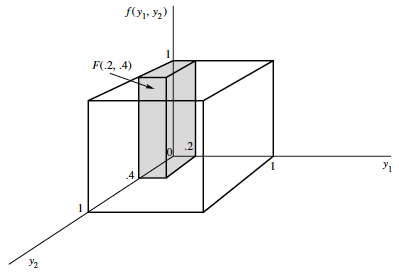 f(y₁, y₂)
1
F(.2, .4)
0
.2
.4
1
y₁
1
y₂